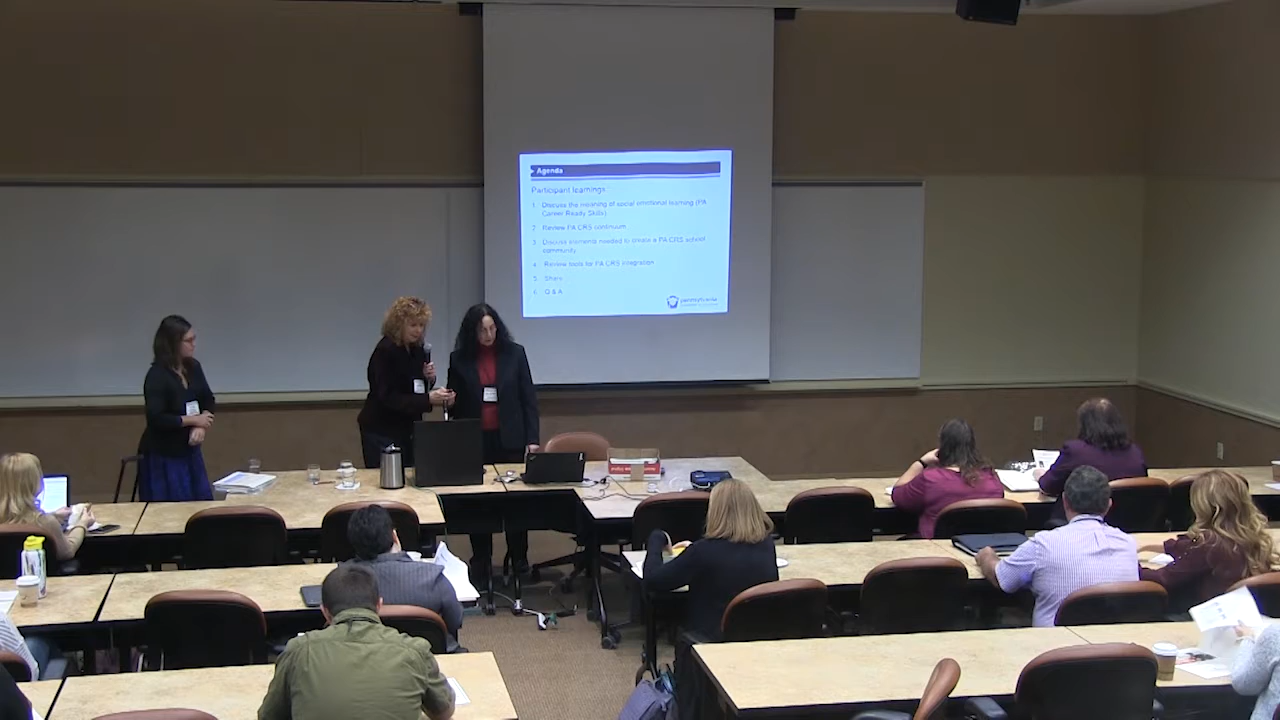 Agenda
Participant learnings:
1. Discuss the meaning of social emotional learning (PA
Career Ready Skills)
2. Review PA CRS continuum
3. Discuss elements needed to create a PA CRS school
community
4. Review tools for PA CRS integration
5. Share
6. Q & A
pennsylvania